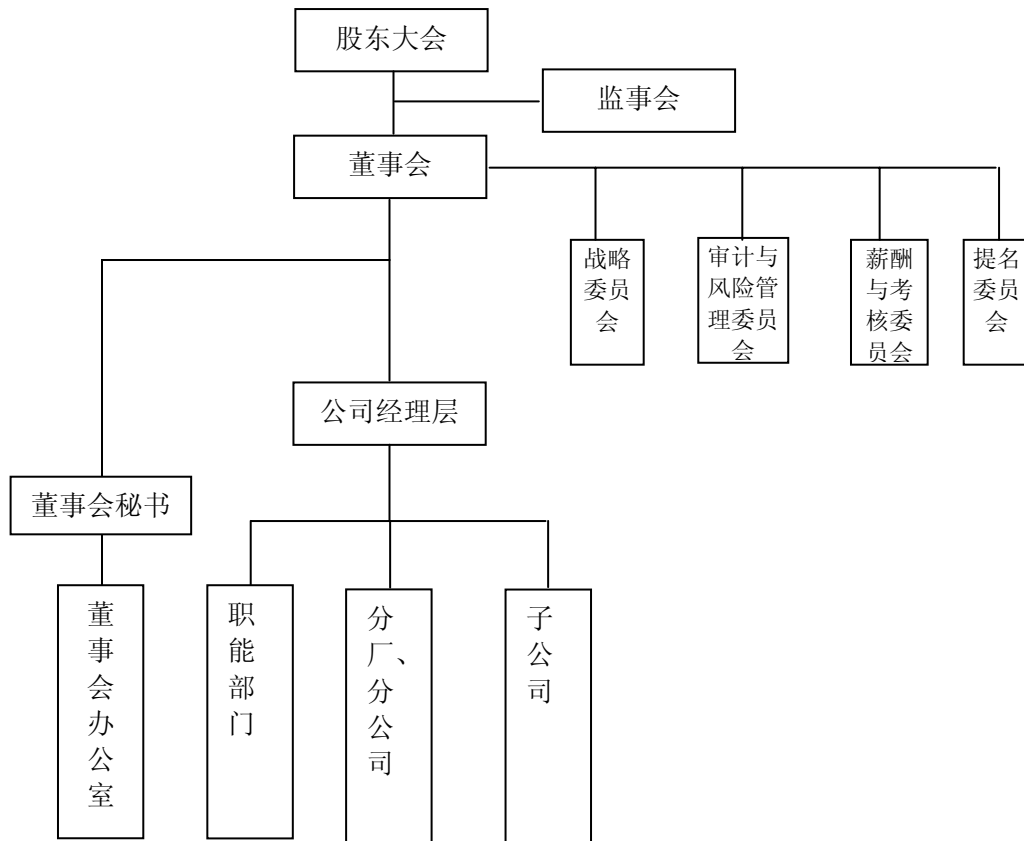 股东大会
监事会
董事会
战略
委员
会
审计与
风险管
理委员
会
薪酬
与考
核委
员会
提名
委员
会
公司经理层
董事会秘书
董事会办公室
职能部门
分厂、分公司
子公司